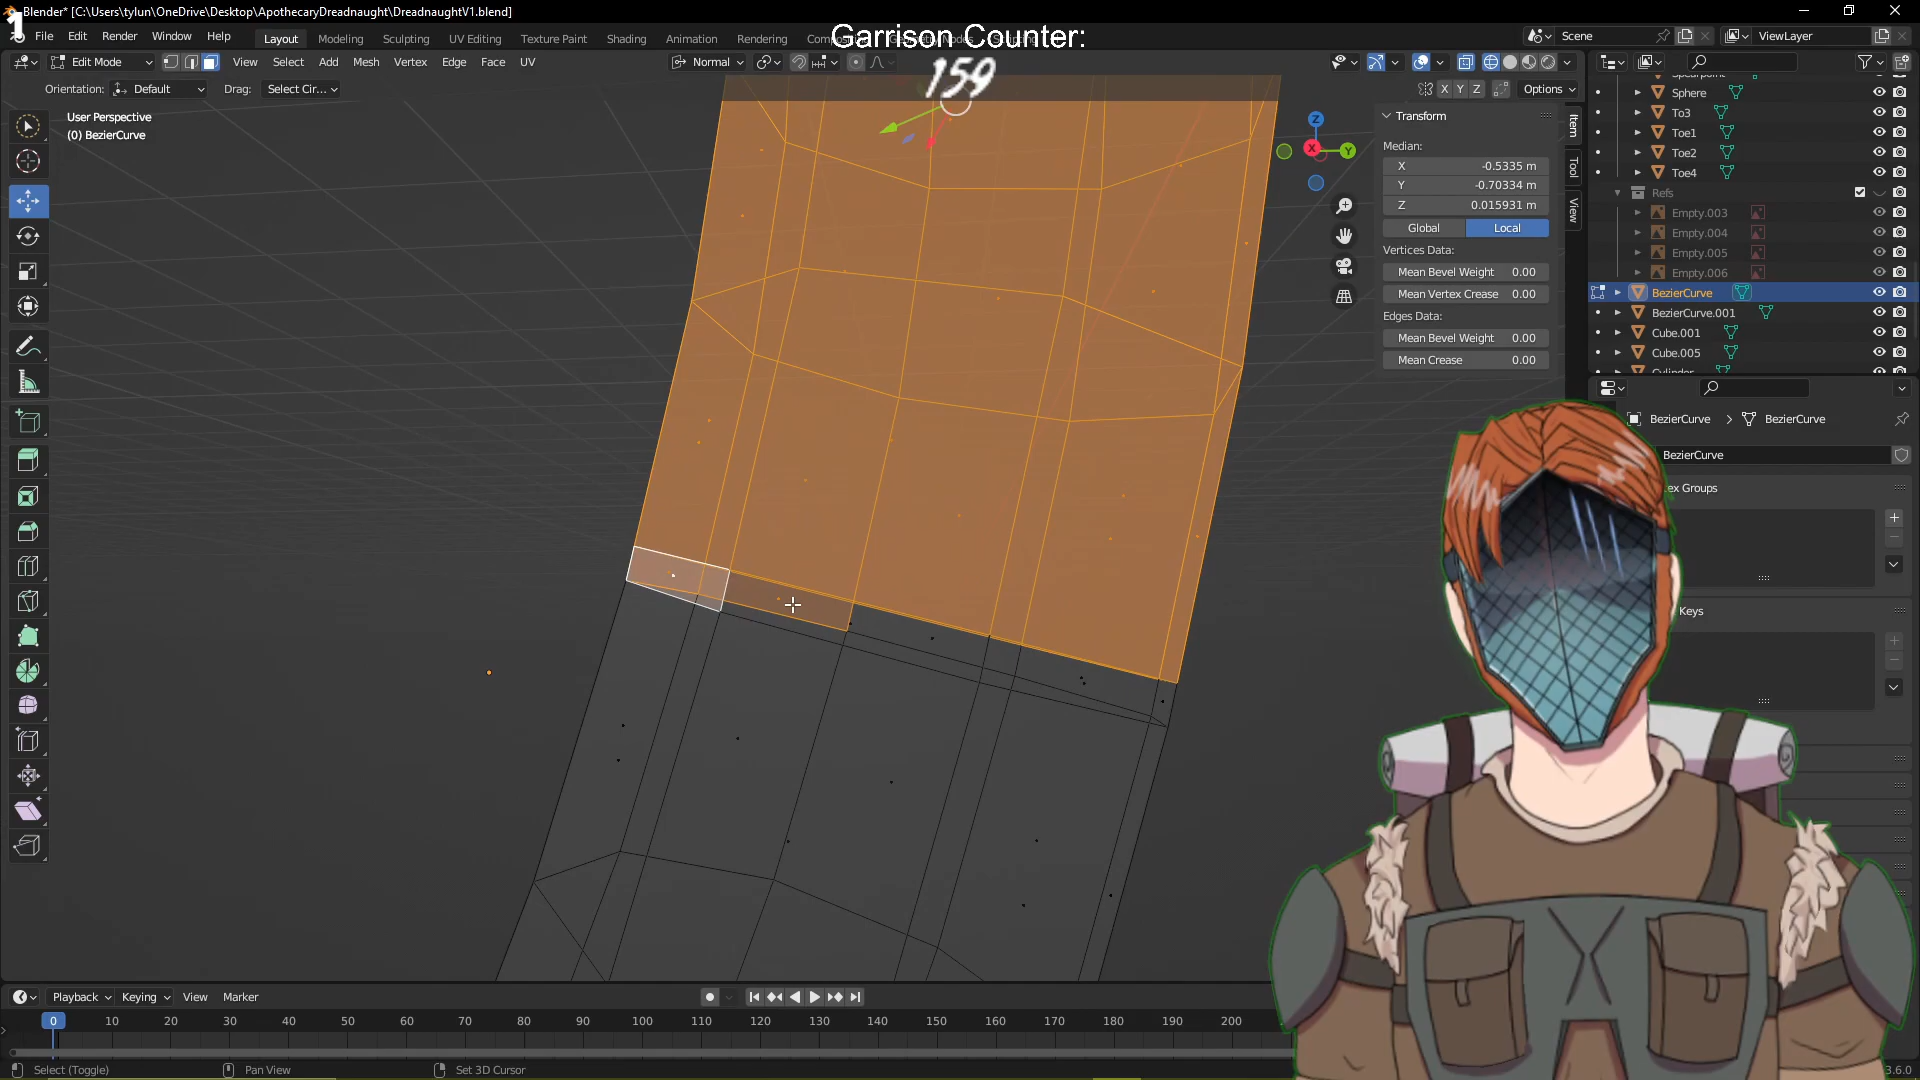 Blender* [C:\Users\tylun\OneDrive\Desktop\ApothecaryDreadnaught\DreadnaughtV1.blend]
1
Garrison Counter:
159
File Edit Render Window Help Layout Modeling Sculpting UV Editing Texture Paint Shading Animation Rendering Scene ViewLayer
Edit Mode View Select Add Mesh Vertex Edge Face UV Normal
Orientation: Default Drag: Select Cir... X Y Z Options
User Perspective
(0) BezierCurve
Z
X
Y
Transform
Median:
X -0.5335 m
Y -0.70334 m
Z 0.015931 m
Global Local
Vertices Data:
Mean Bevel Weight 0.00
Mean Vertex Crease 0.00
Edges Data:
Mean Bevel Weight 0.00
Mean Crease 0.00
Item
Tool
View
Sphere
To3
Toe1
Toe2
Toe4
Refs
Empty.003
Empty.004
Empty.005
Empty.006
BezierCurve
BezierCurve.001
Cube.001
Cube.005
BezierCurve BezierCurve
BezierCurve
ex Groups
Keys
Playback Keying View Marker
0 10 20 30 40 50 60 70 80 90 100 110 120 130 140 150 160 170 180 190 200
Select (Toggle) Pan View Set 3D Cursor
3.6.0